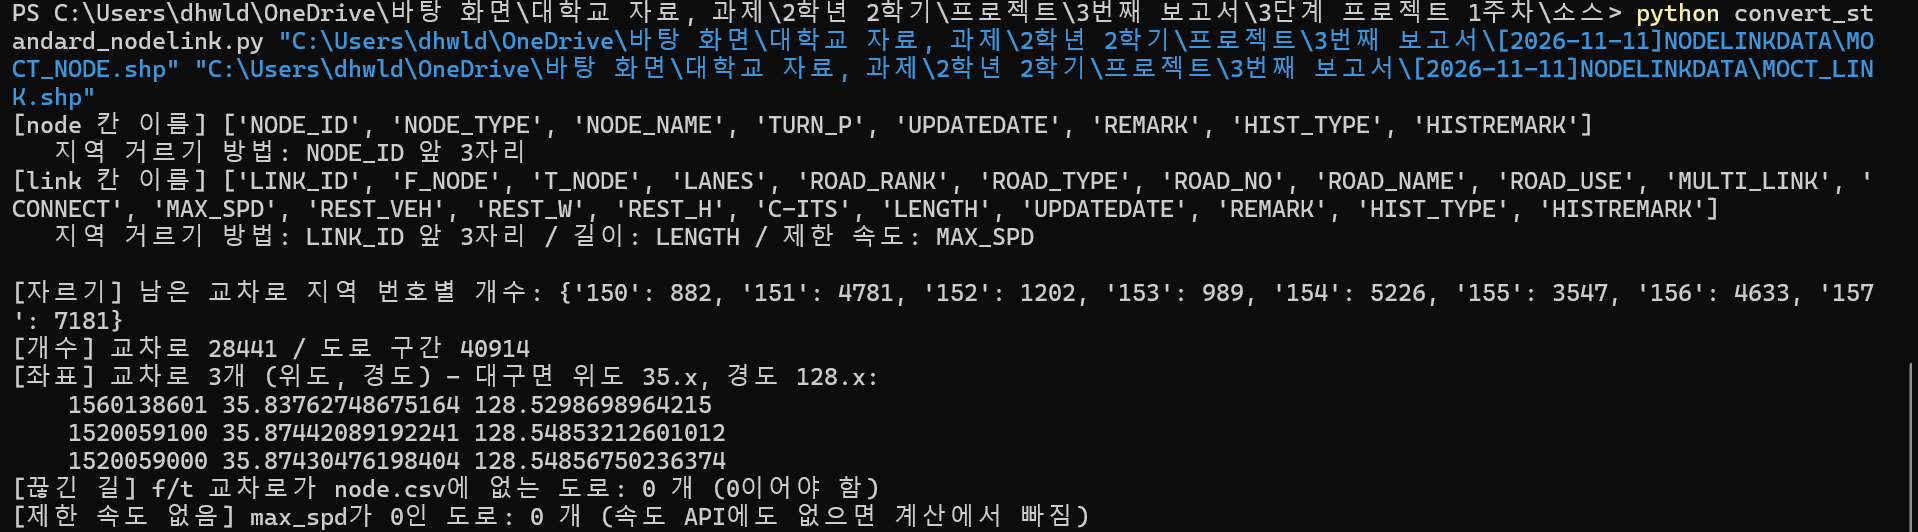 PS C:\Users\dhwld\OneDrive\바탕 화면\대학교 자료, 과제\2학년 2학기\프로젝트\3번째 보고서\3단계 프로젝트 1주차\소스> python convert_st
andard_nodelink.py "C:\Users\dhwld\OneDrive\바탕 화면\대학교 자료, 과제\2학년 2학기\프로젝트\3번째 보고서\[2026-11-11]NODELINKDATA\MO
CT_NODE.shp" "C:\Users\dhwld\OneDrive\바탕 화면\대학교 자료, 과제\2학년 2학기\프로젝트\3번째 보고서\[2026-11-11]NODELINKDATA\MOCT_LIN
K.shp"
[node 칸 이름] ['NODE_ID', 'NODE_TYPE', 'NODE_NAME', 'TURN_P', 'UPDATEDATE', 'REMARK', 'HIST_TYPE', 'HISTREMARK']
지역 거르기 방법: NODE_ID 앞 3자리
[link 칸 이름] ['LINK_ID', 'F_NODE', 'T_NODE', 'LANES', 'ROAD_RANK', 'ROAD_TYPE', 'ROAD_NO', 'ROAD_NAME', 'ROAD_USE', 'MULTI_LINK', '
CONNECT', 'MAX_SPD', 'REST_VEH', 'REST_W', 'REST_H', 'C-ITS', 'LENGTH', 'UPDATEDATE', 'REMARK', 'HIST_TYPE', 'HISTREMARK']
지역 거르기 방법: LINK_ID 앞 3자리 / 길이: LENGTH / 제한 속도: MAX_SPD
[자르기] 남은 교차로 지역 번호별 개수: {'150': 882, '151': 4781, '152': 1202, '153': 989, '154': 5226, '155': 3547, '156': 4633, '157
': 7181}
[개수] 교차로 28441 / 도로 구간 40914
[좌표] 교차로 3개 (위도, 경도) - 대구면 위도 35.x, 경도 128.x:
1560138601 35.83762748675164 128.5298698964215
1520059100 35.87442089192241 128.54853212601012
1520059000 35.87430476198404 128.54856750236374
[끊긴 길] f/t 교차로가 node.csv에 없는 도로: 0 개 (0이어야 함)
[제한 속도 없음] max_spd가 0인 도로: 0 개 (속도 API에도 없으면 계산에서 빠짐)